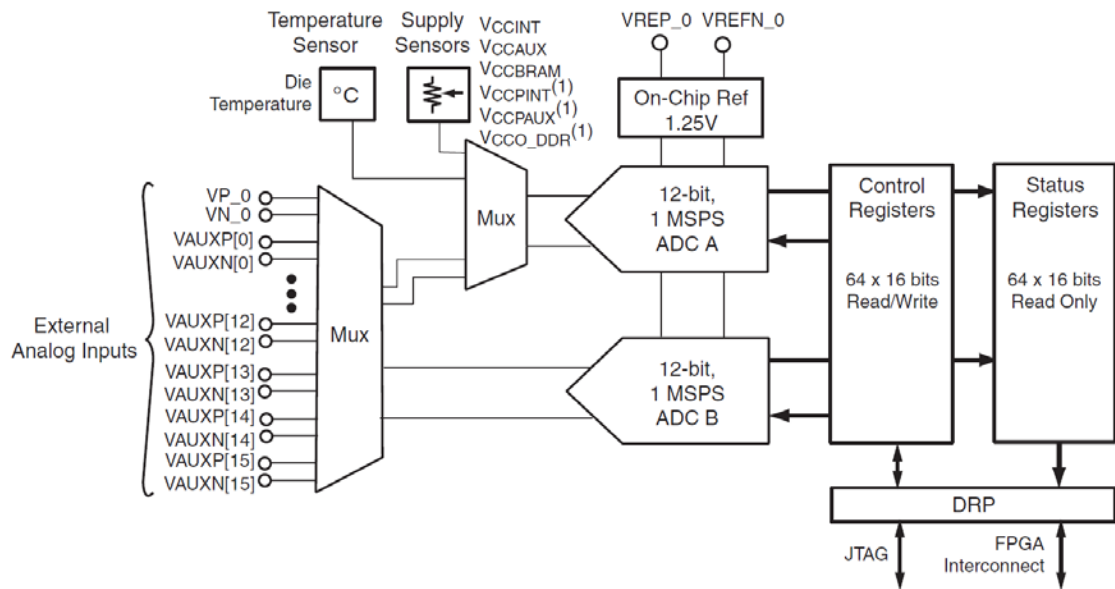 Temperature
Sensor
Supply
Sensors
VCCINT
VCCAUX
VCCBRAM
VCCPINT(1)
VCCPAUX(1)
VCCO_DDR(1)
VREP_0
VREFN_0
Die
Temperature
°C
On-Chip Ref
1.25V
VP_0
VN_0
VAUXP[0]
VAUXN[0]
VAUXP[12]
VAUXN[12]
VAUXP[13]
VAUXN[13]
VAUXP[14]
VAUXN[14]
VAUXP[15]
VAUXN[15]
External
Analog Inputs
Mux
Mux
12-bit,
1 MSPS
ADC A
12-bit,
1 MSPS
ADC B
Control
Registers
64 x 16 bits
Read/Write
Status
Registers
64 x 16 bits
Read Only
DRP
JTAG
FPGA
Interconnect